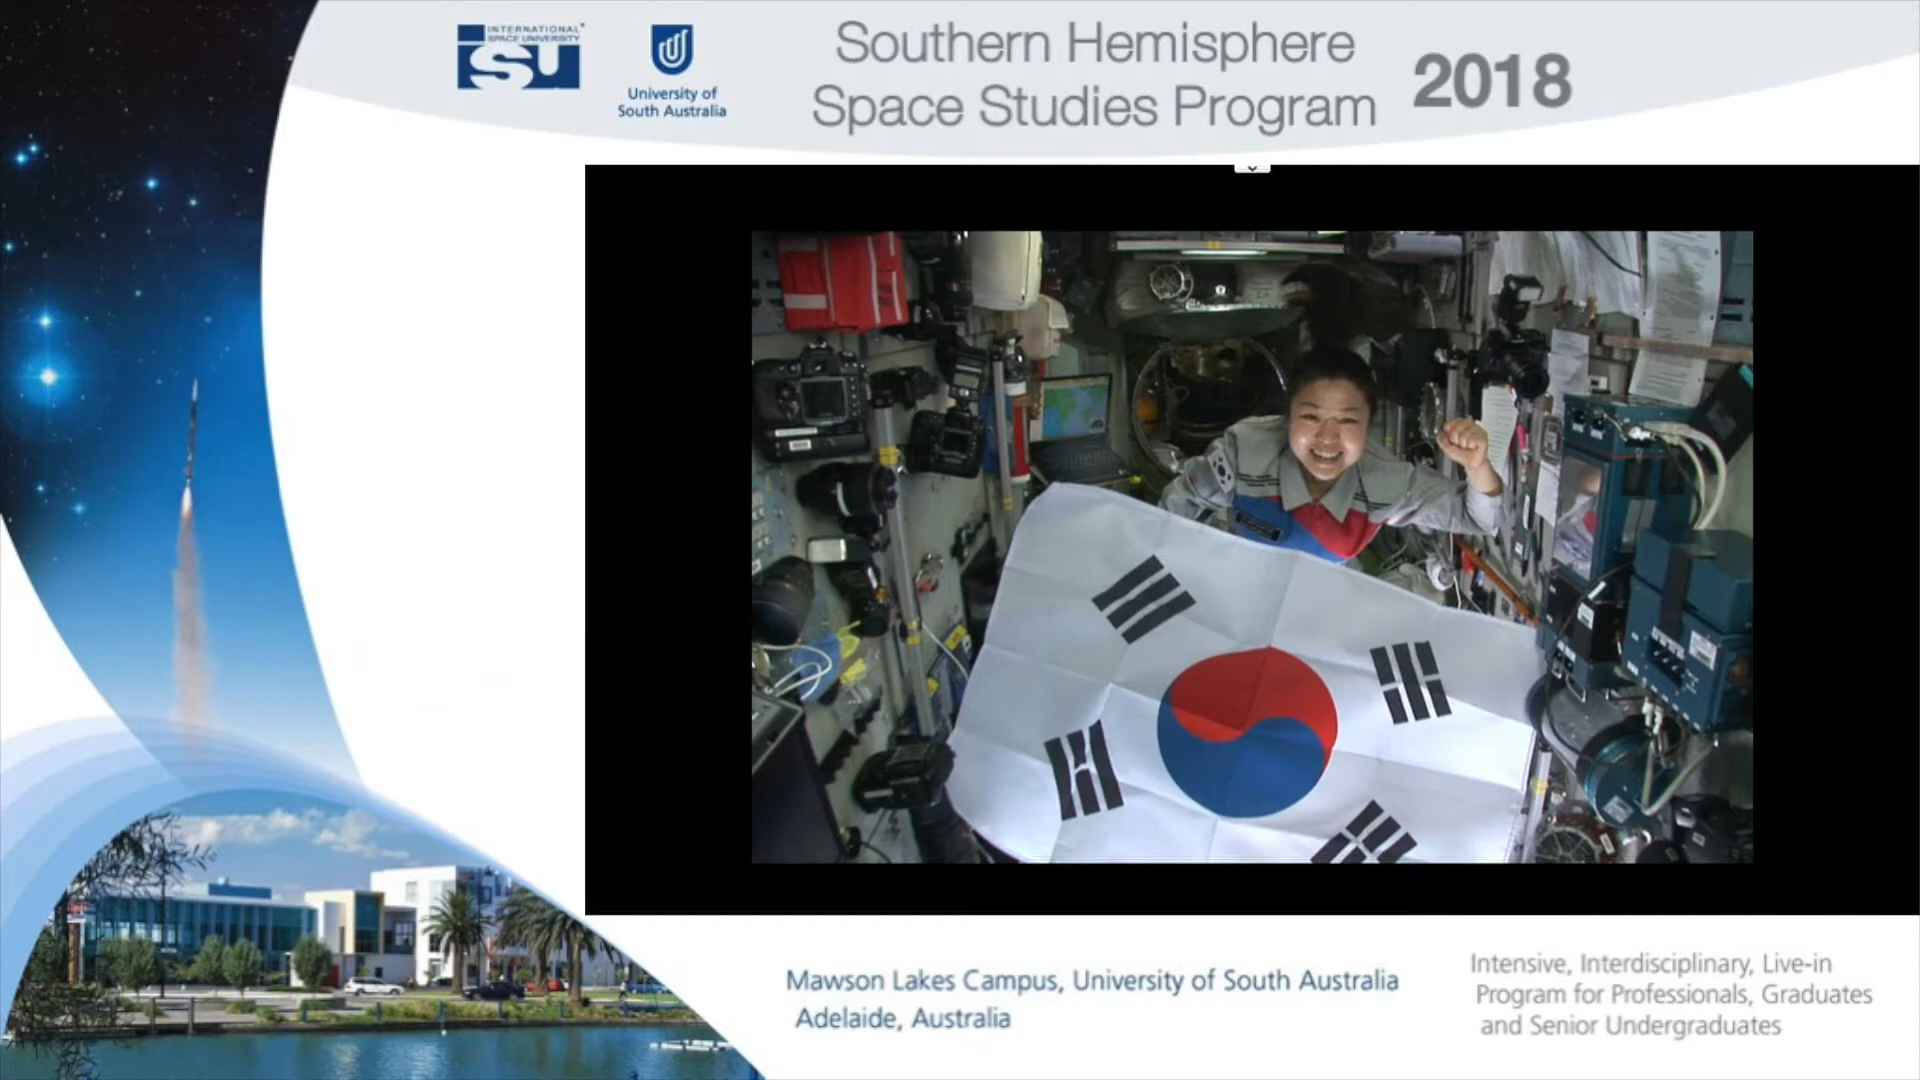 INTERNATIONAL
SPACE UNIVERSITY
ISU
University of
South Australia
Southern Hemisphere
Space Studies Program
2018
Mawson Lakes Campus, University of South Australia
Adelaide, Australia
Intensive, Interdisciplinary, Live-in
Program for Professionals, Graduates
and Senior Undergraduates